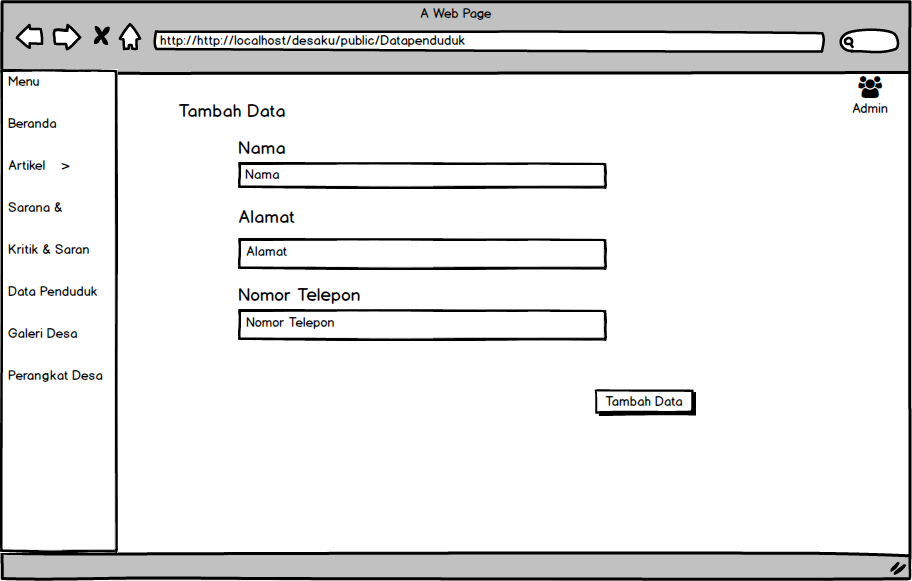 A Web Page
http://http://localhost/desaku/public/Datapenduduk
Menu
Beranda
Artikel >
Sarana &
Kritik & Saran
Data Penduduk
Galeri Desa
Perangkat Desa
Admin
Tambah Data
Nama
Nama
Alamat
Alamat
Nomor Telepon
Nomor Telepon
Tambah Data